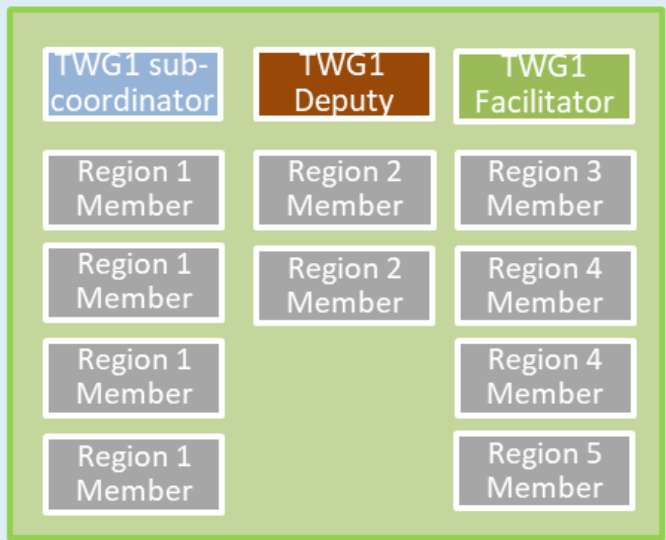 TWG1 sub-
coordinator
TWG1
Deputy
TWG1
Facilitator
Region 1
Member
Region 2
Member
Region 3
Member
Region 1
Member
Region 2
Member
Region 4
Member
Region 1
Member
Region 4
Member
Region 1
Member
Region 5
Member